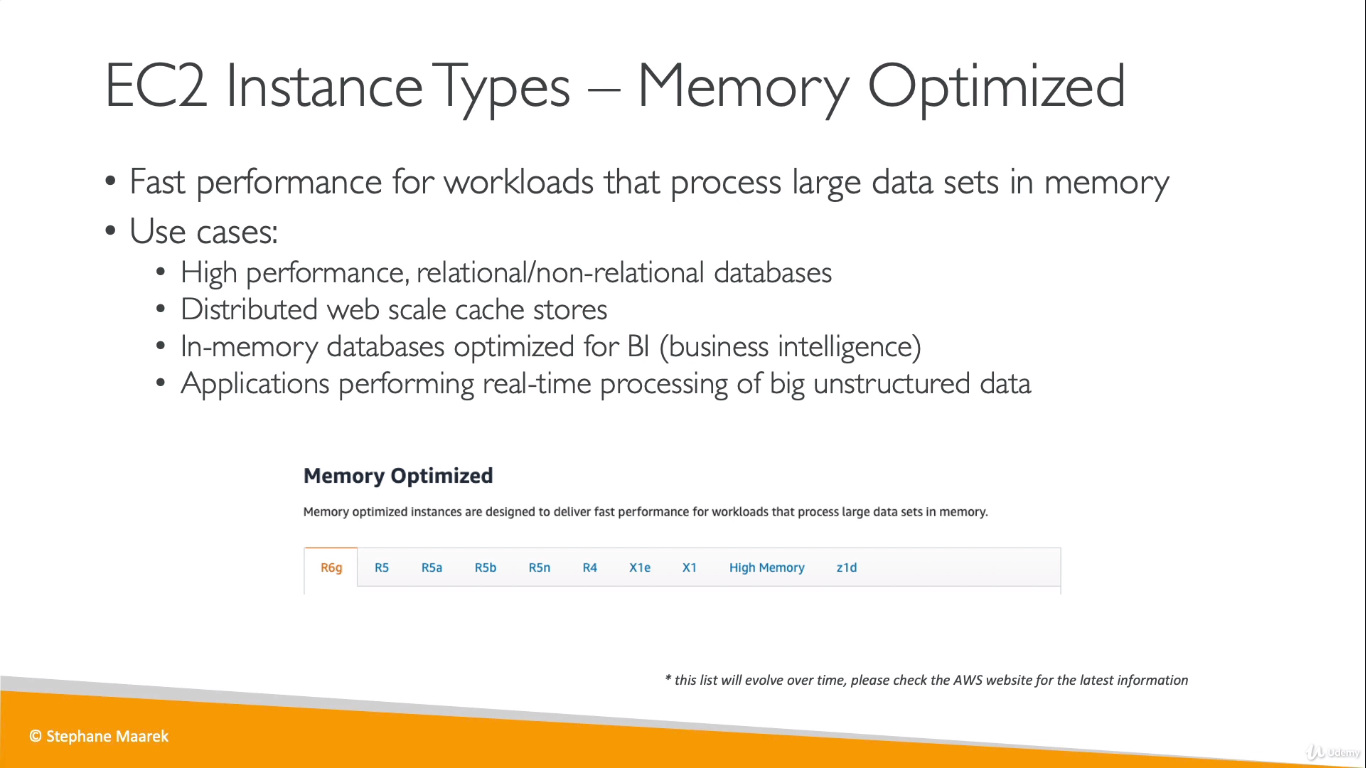 EC2 Instance Types – Memory Optimized
• Fast performance for workloads that process large data sets in memory
• Use cases:
• High performance, relational/non-relational databases
• Distributed web scale cache stores
• In-memory databases optimized for BI (business intelligence)
• Applications performing real-time processing of big unstructured data
Memory Optimized
Memory optimized instances are designed to deliver fast performance for workloads that process large data sets in memory.
R6g R5 R5a R5b R5n R4 X1e X1 High Memory z1d
* this list will evolve over time, please check the AWS website for the latest information
© Stephane Maarek
Udemy